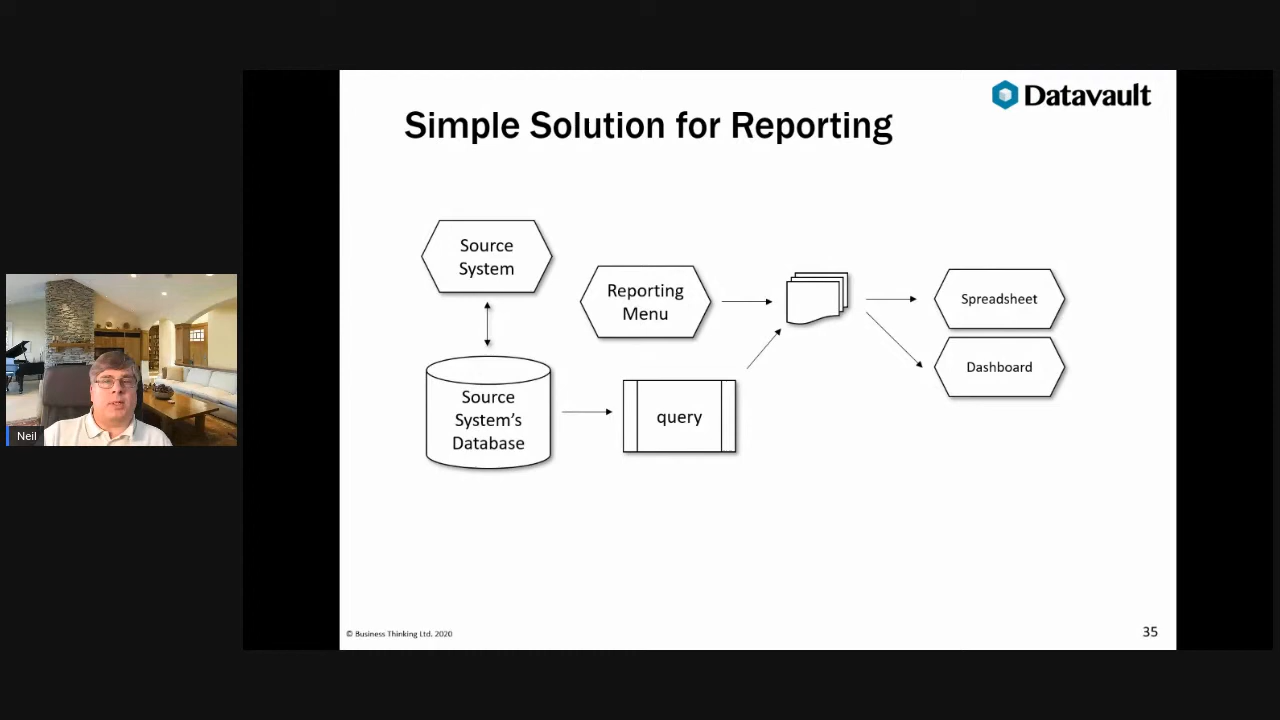 Datavault
Simple Solution for Reporting
Source
System
Reporting
Menu
Spreadsheet
Dashboard
Source
System's
Database
query
Neil
© Business Thinking Ltd. 2020
35